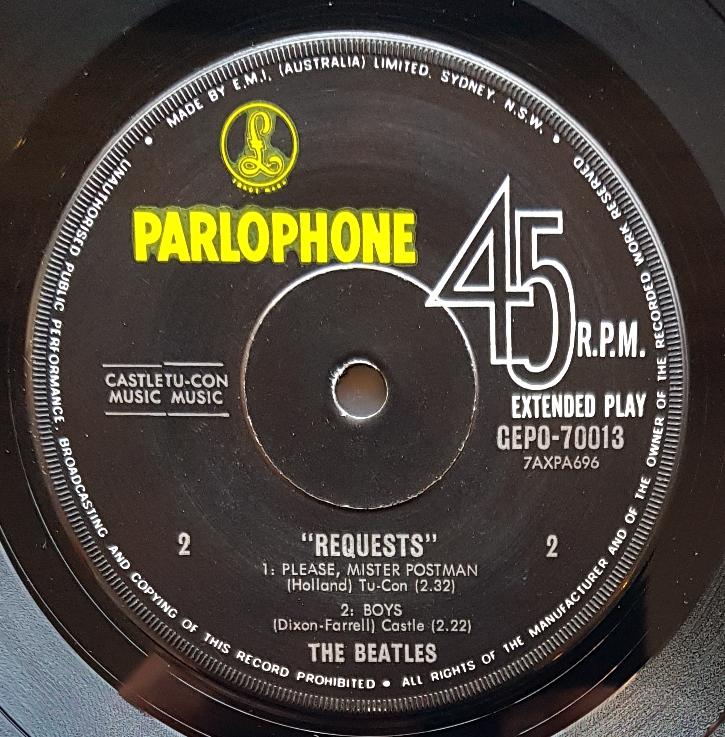 MADE BY E.M.I. (AUSTRALIA) LIMITED. SYDNEY. N.S.W.
£
TRADE MARK
PARLOPHONE
45
R.P.M.
EXTENDED PLAY
GEPO-70013
7AXPA696
CASTLETU-CON
MUSIC MUSIC
2
2
"REQUESTS"
1: PLEASE, MISTER POSTMAN
(Holland) Tu-Con (2.32)
2: BOYS
(Dixon-Farrell) Castle (2.22)
THE BEATLES
UNAUTHORISED PUBLIC PERFORMANCE, BROADCASTING AND COPYING OF THIS RECORD PROHIBITED • ALL RIGHTS OF THE MANUFACTURER AND OF THE OWNER OF THE RECORDED WORK RESERVED